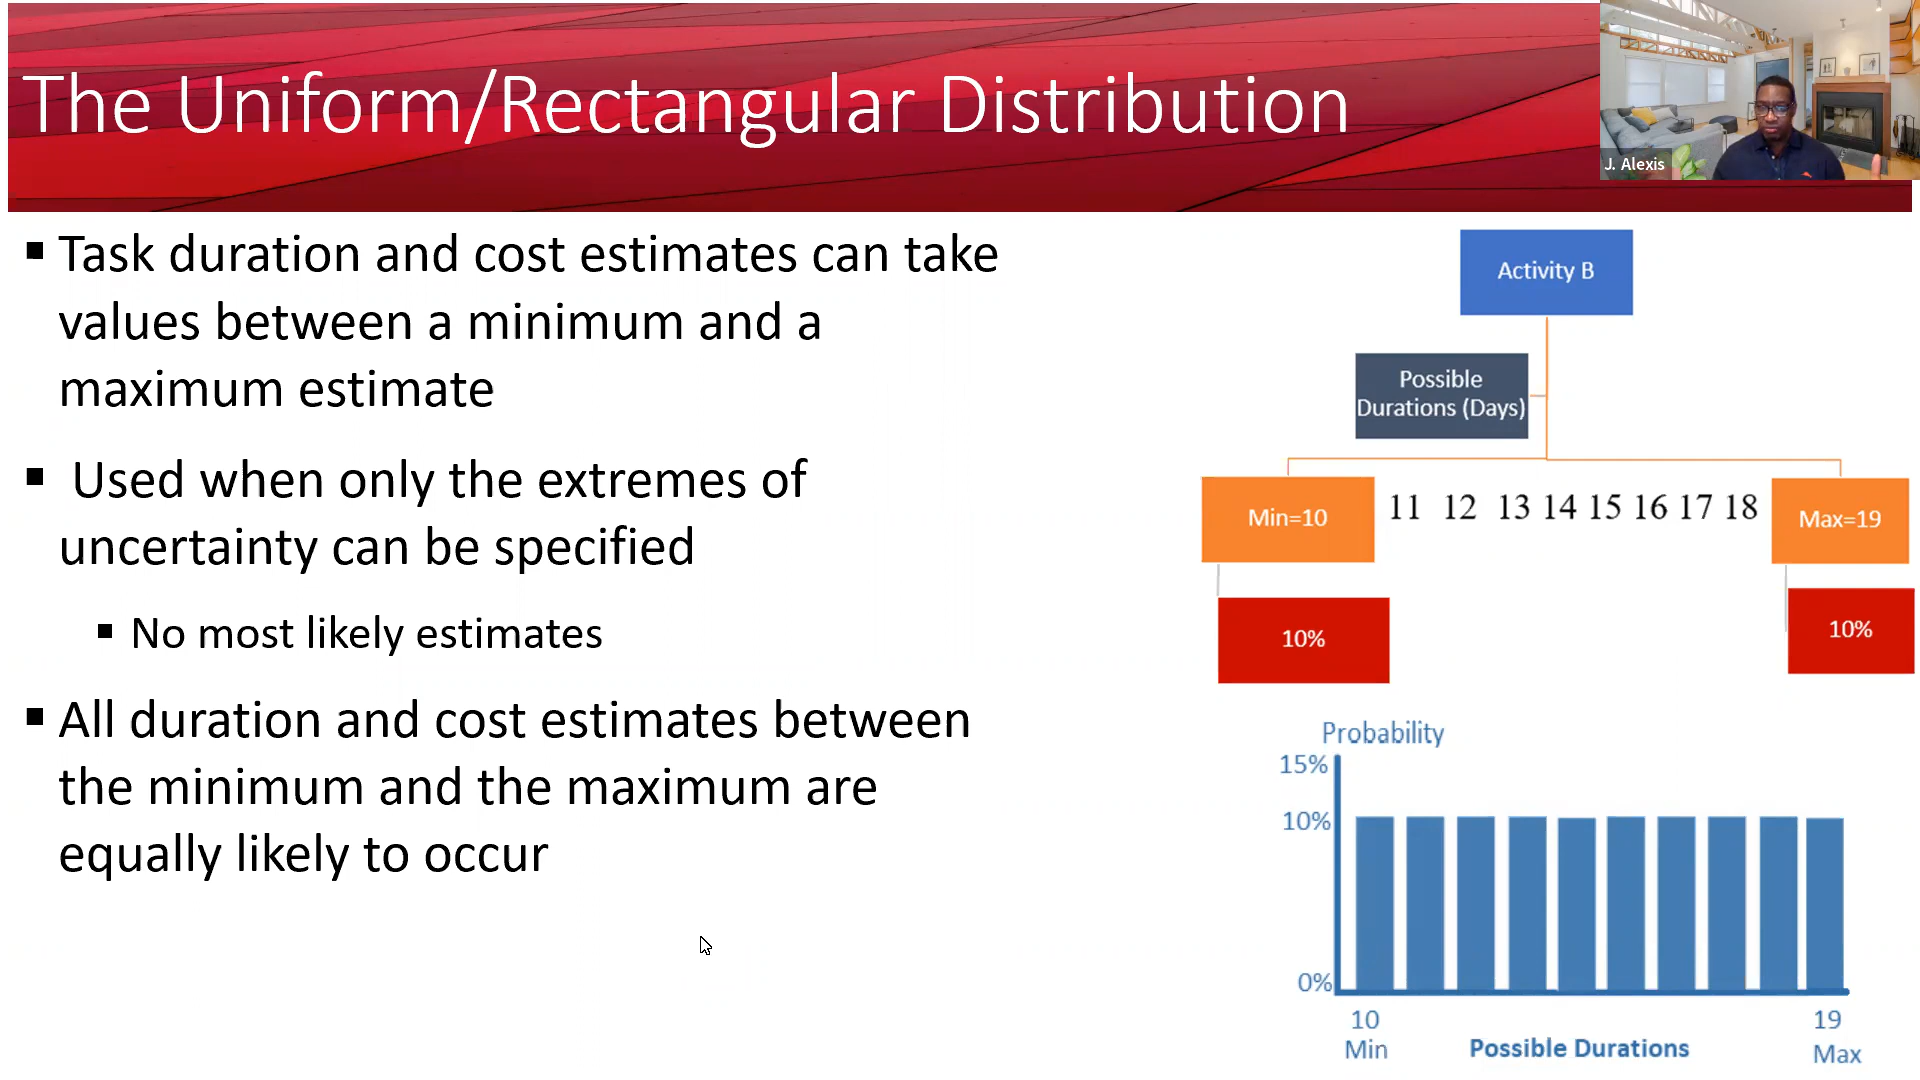 The Uniform/Rectangular Distribution
J. Alexis
▪ Task duration and cost estimates can take
values between a minimum and a
maximum estimate
▪ Used when only the extremes of
uncertainty can be specified
▪ No most likely estimates
▪ All duration and cost estimates between
the minimum and the maximum are
equally likely to occur
Activity B
Possible
Durations (Days)
Min=10 11 12 13 14 15 16 17 18 Max=19
10% 10%
Probability
15%
10%
0%
10 19
Min Possible Durations Max